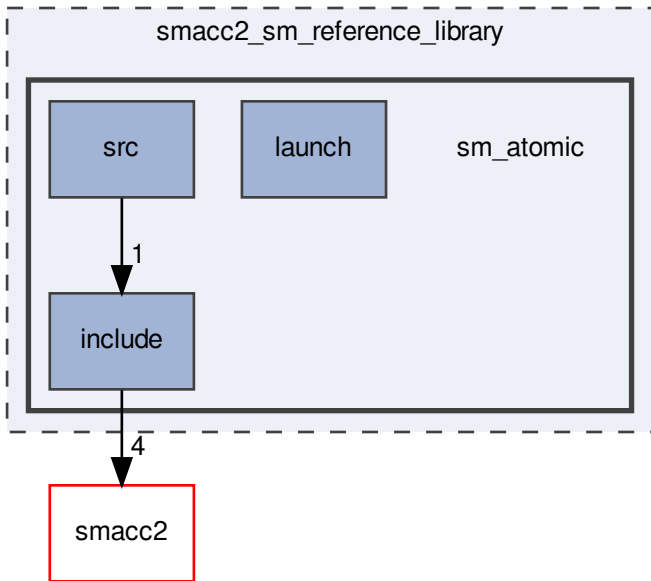 smacc2_sm_reference_library
src
launch
sm_atomic
1
include
4
smacc2